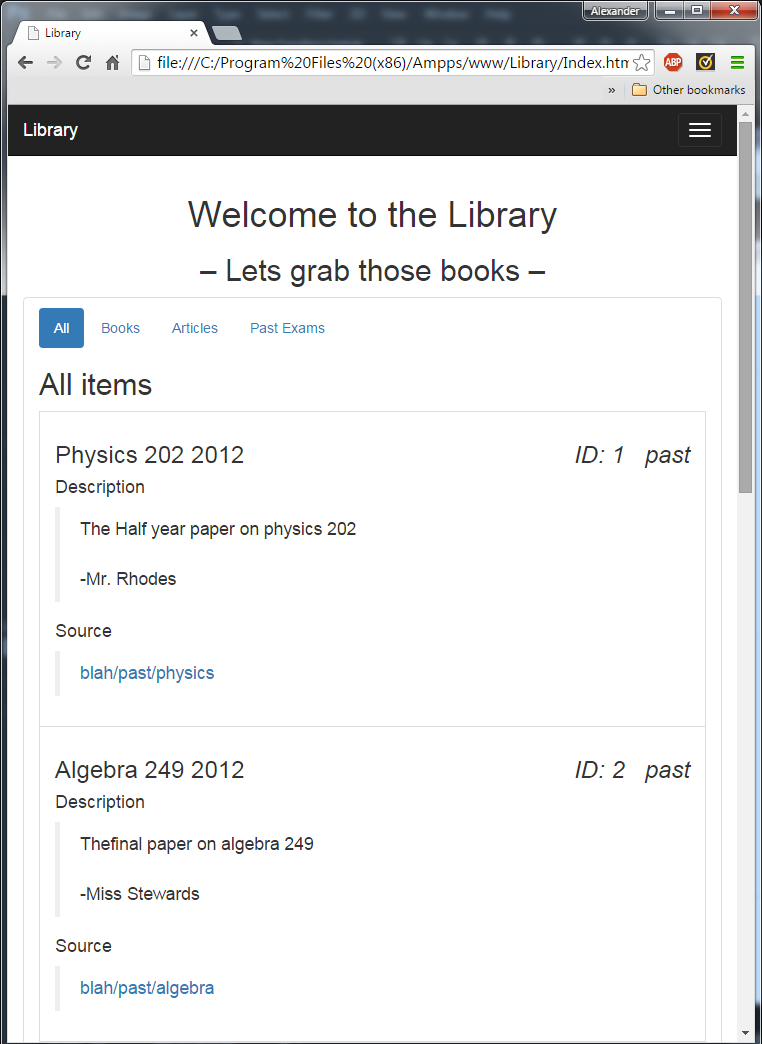 Alexander
Library
file:///C:/Program%20Files%20(x86)/Ampps/www/Library/Index.htm
ABP
» Other bookmarks
Library
Welcome to the Library
– Lets grab those books –
All Books Articles Past Exams
All items
Physics 202 2012 ID: 1 past
Description
The Half year paper on physics 202
-Mr. Rhodes
Source
blah/past/physics
Algebra 249 2012 ID: 2 past
Description
Thefinal paper on algebra 249
-Miss Stewards
Source
blah/past/algebra